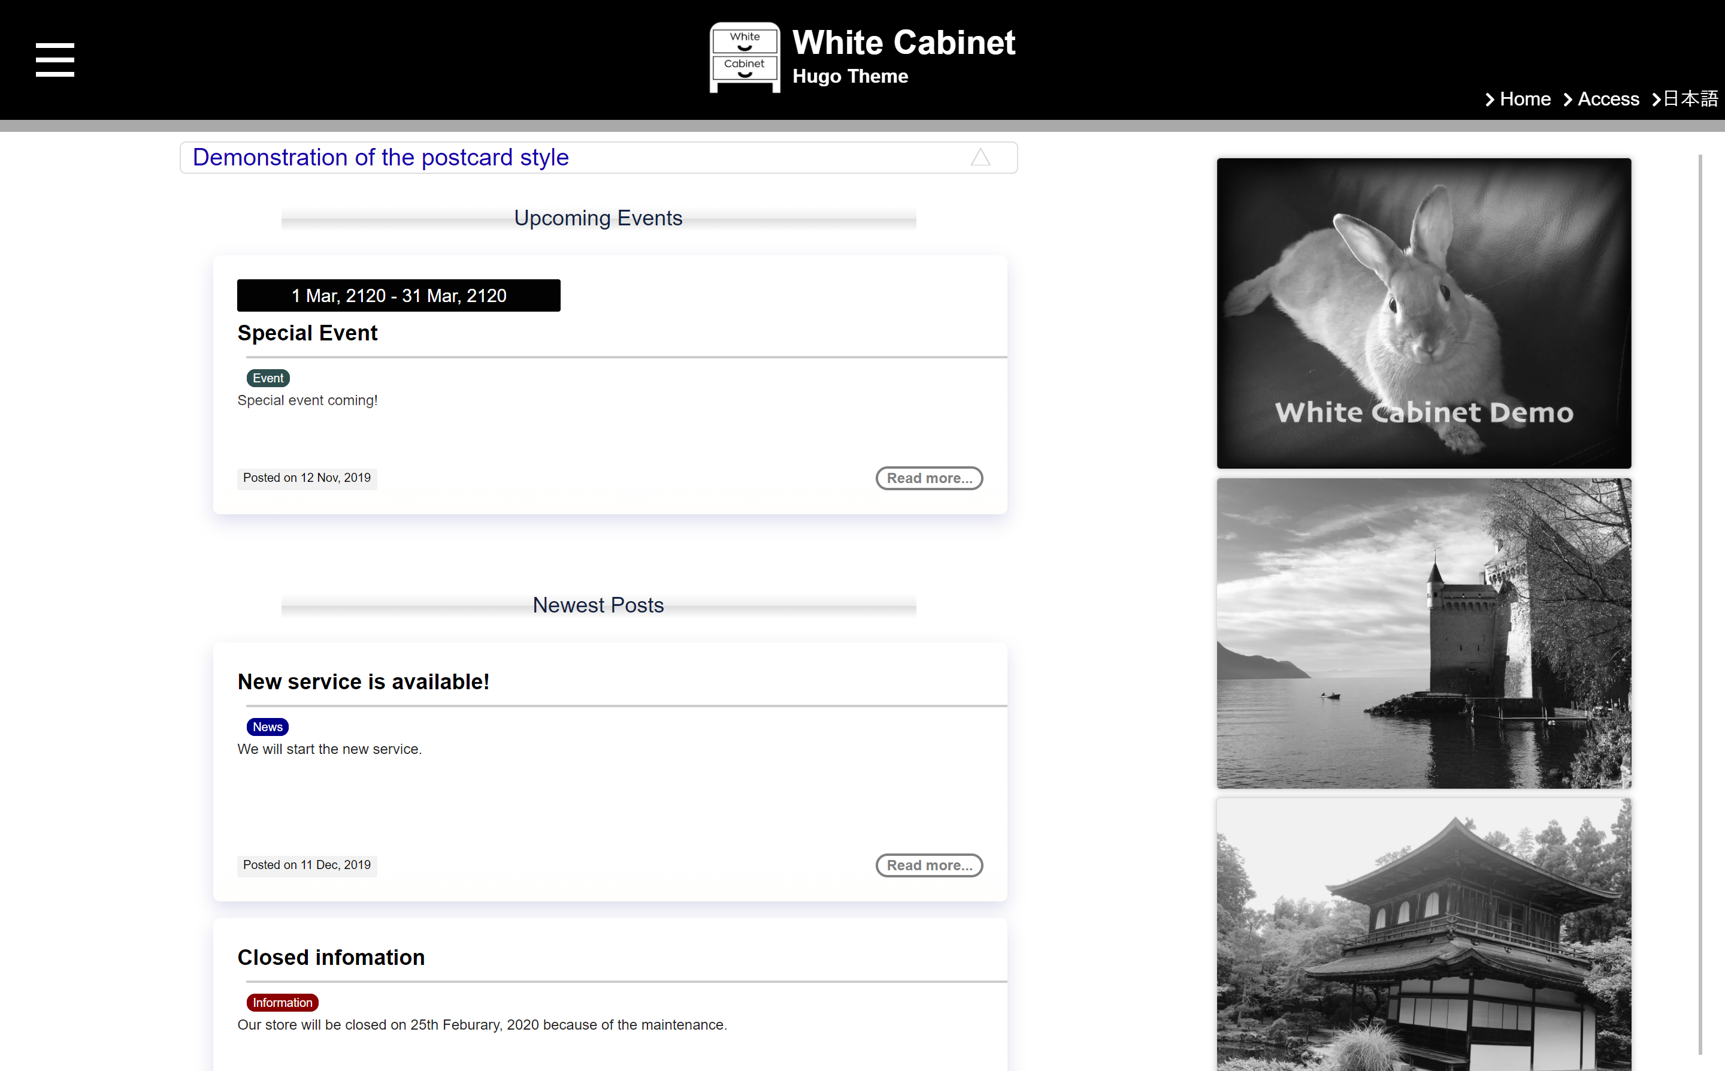 White
Cabinet
White Cabinet
Hugo Theme
Home
Access
日本語
Demonstration of the postcard style
Upcoming Events
1 Mar, 2120 - 31 Mar, 2120
Special Event
Event
Special event coming!
Posted on 12 Nov, 2019
Read more...
Newest Posts
New service is available!
News
We will start the new service.
Posted on 11 Dec, 2019
Read more...
Closed infomation
Information
Our store will be closed on 25th Feburary, 2020 because of the maintenance.
White Cabinet Demo